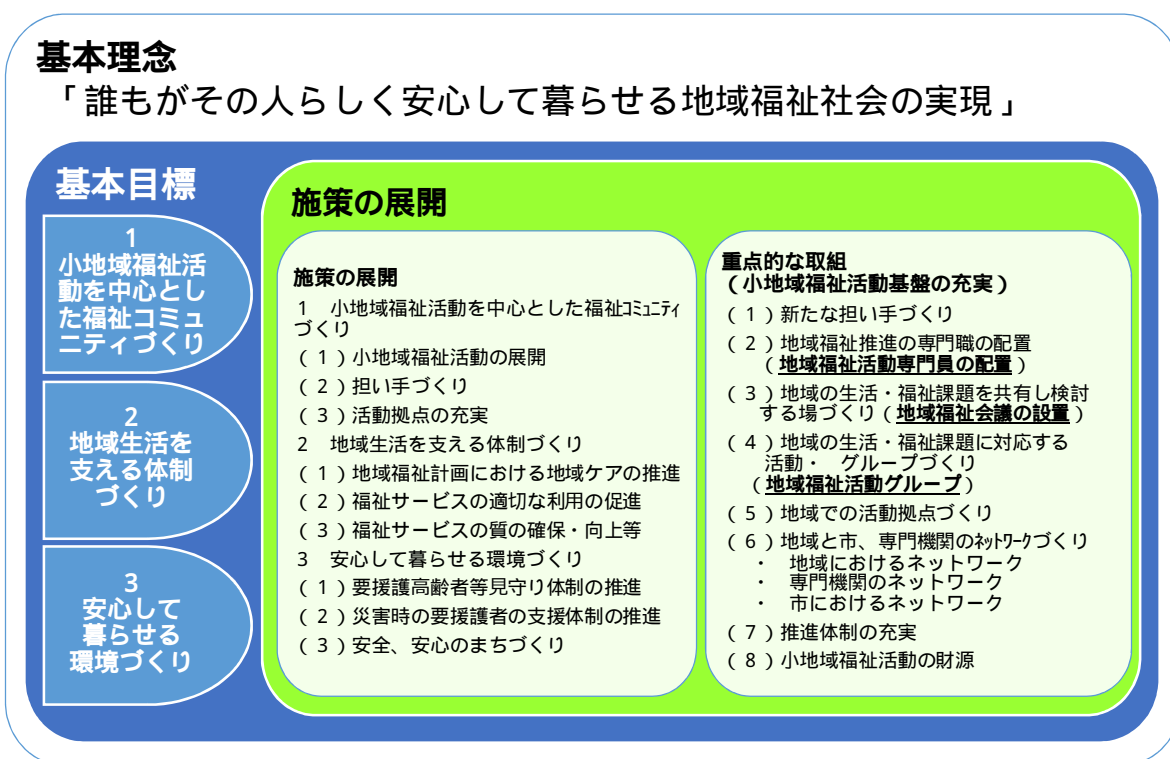 基本理念
「誰もがその人らしく安心して暮らせる地域福祉社会の実現」
基本目標
1
小地域福祉活
動を中心とし
た福祉コミュ
ニティづくり
2
地域生活を
支える体制
づくり
3
安心して
暮らせる
環境づくり
施策の展開
施策の展開
1　小地域福祉活動を中心とした福祉ｺﾐｭﾆﾃｨ
づくり
(1)小地域福祉活動の展開
(2)担い手づくり
(3)活動拠点の充実
2　地域生活を支える体制づくり
(1)地域福祉計画における地域ケアの推進
(2)福祉サービスの適切な利用の促進
(3)福祉サービスの質の確保・向上等
3　安心して暮らせる環境づくり
(1)要援護高齢者等見守り体制の推進
(2)災害時の要援護者の支援体制の推進
(3)安全、安心のまちづくり
重点的な取組
(小地域福祉活動基盤の充実)
(1)新たな担い手づくり
(2)地域福祉推進の専門職の配置
(地域福祉活動専門員の配置)
(3)地域の生活・福祉課題を共有し検討
する場づくり(地域福祉会議の設置)
(4)地域の生活・福祉課題に対応する
活動・　グループづくり
(地域福祉活動グループ)
(5)地域での活動拠点づくり
(6)地域と市、専門機関のﾈｯﾄﾜｰｸづくり
・　地域におけるネットワーク
・　専門機関のネットワーク
・　市におけるネットワーク
(7)推進体制の充実
(8)小地域福祉活動の財源